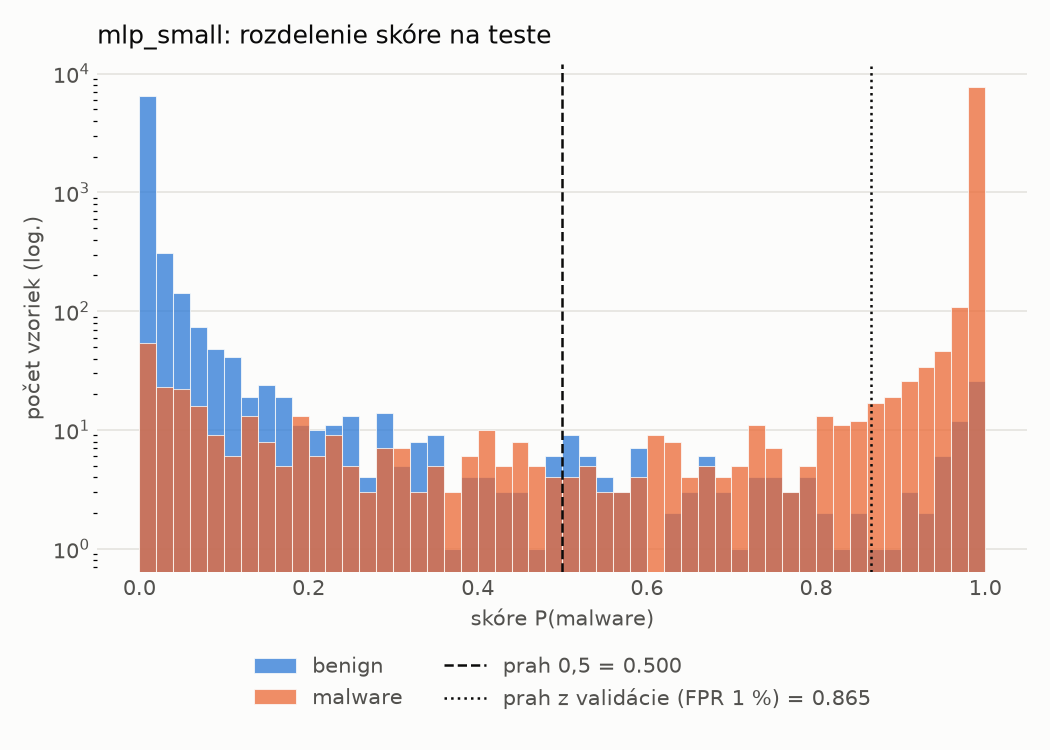 mlp_small: rozdelenie skóre na teste
počet vzoriek (log.)
10⁴
10³
10²
10¹
10⁰
0.0 0.2 0.4 0.6 0.8 1.0
skóre P(malware)
benign
malware
prah 0,5 = 0.500
prah z validácie (FPR 1 %) = 0.865